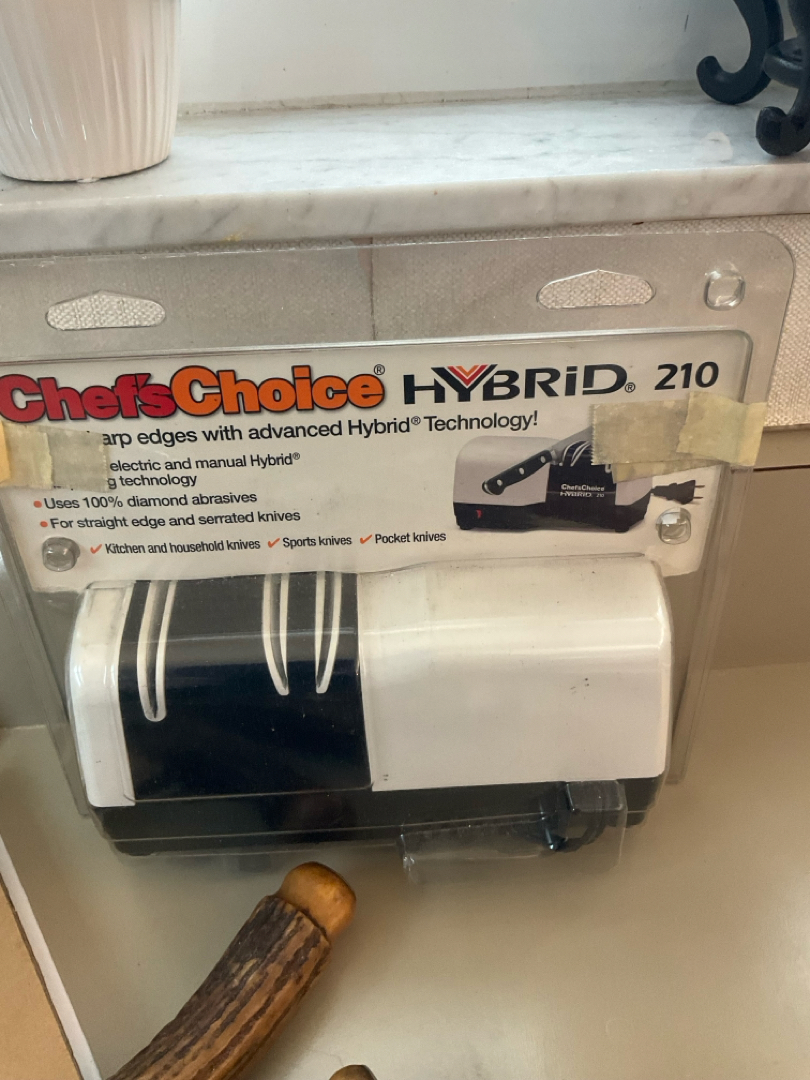 Chef'sChoice® HYBRiD® 210
arp edges with advanced Hybrid® Technology!
electric and manual Hybrid®
g technology
• Uses 100% diamond abrasives
• For straight edge and serrated knives
✓ Kitchen and household knives ✓ Sports knives ✓ Pocket knives
Chef'sChoice
HYBRiD 210